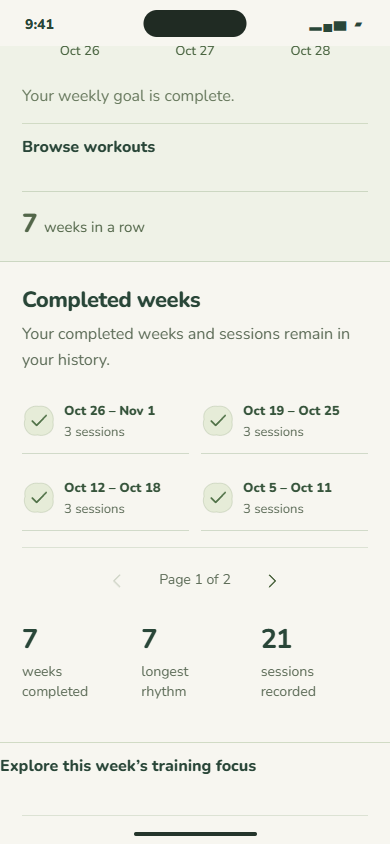 9:41
Oct 26 Oct 27 Oct 28
Your weekly goal is complete.
Browse workouts
7 weeks in a row
Completed weeks
Your completed weeks and sessions remain in
your history.
Oct 26 – Nov 1
3 sessions
Oct 19 – Oct 25
3 sessions
Oct 12 – Oct 18
3 sessions
Oct 5 – Oct 11
3 sessions
Page 1 of 2
7
weeks
completed
7
longest
rhythm
21
sessions
recorded
Explore this week’s training focus